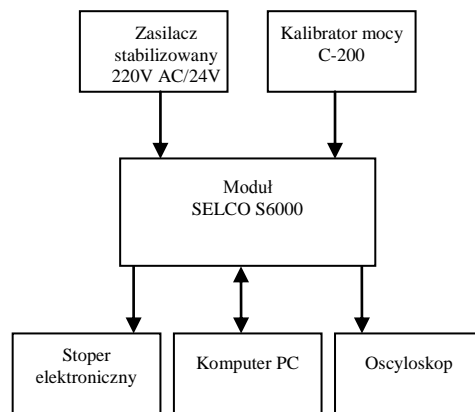 Zasilacz
stabilizowany
220V AC/24V
Kalibrator mocy
C-200
Moduł
SELCO S6000
Stoper
elektroniczny
Komputer PC
Oscyloskop